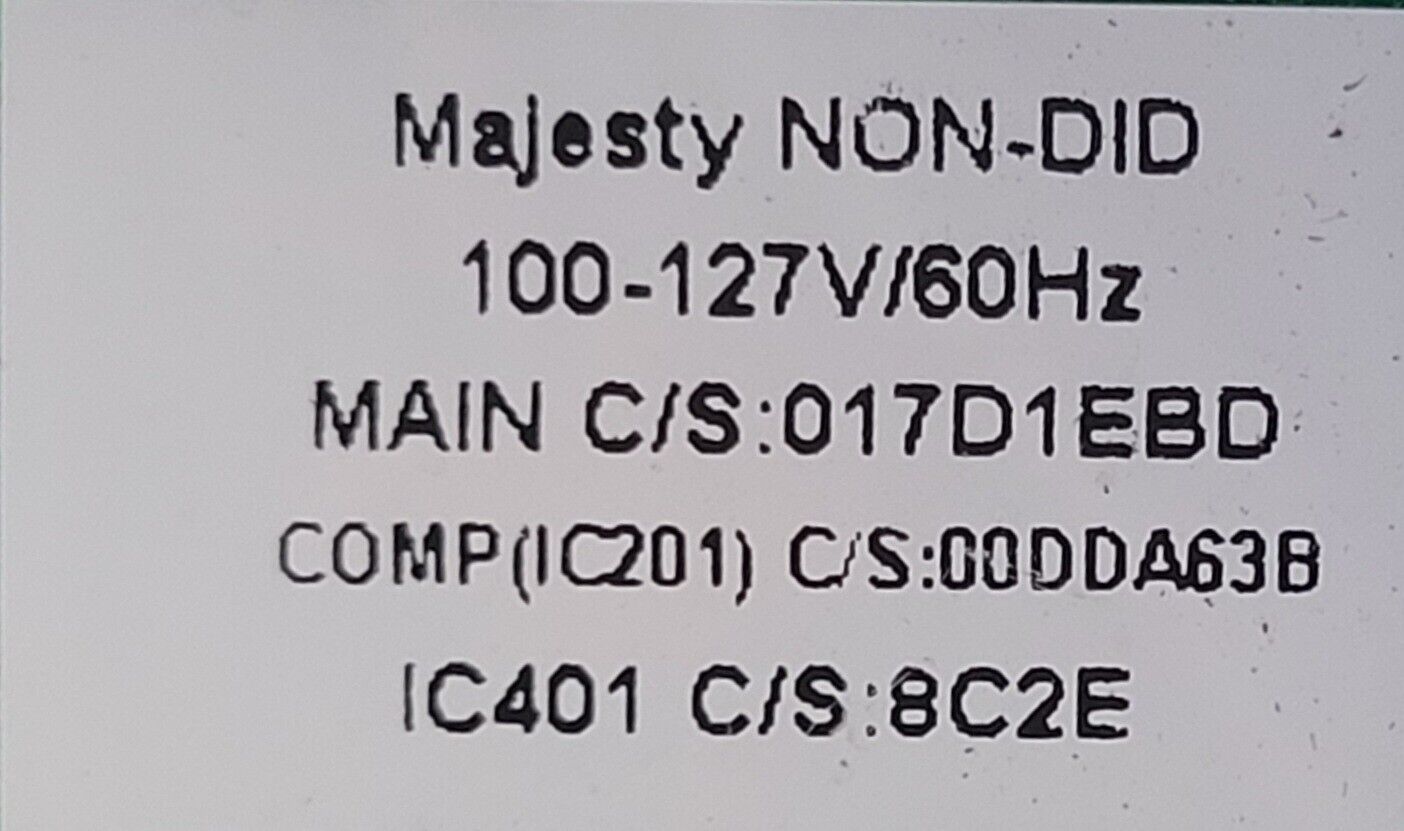 Majesty NON-DID
100-127V/60Hz
MAIN C/S:017D1EBD
COMP(IC201) C/S:00DDA63B
IC401 C/S:8C2E